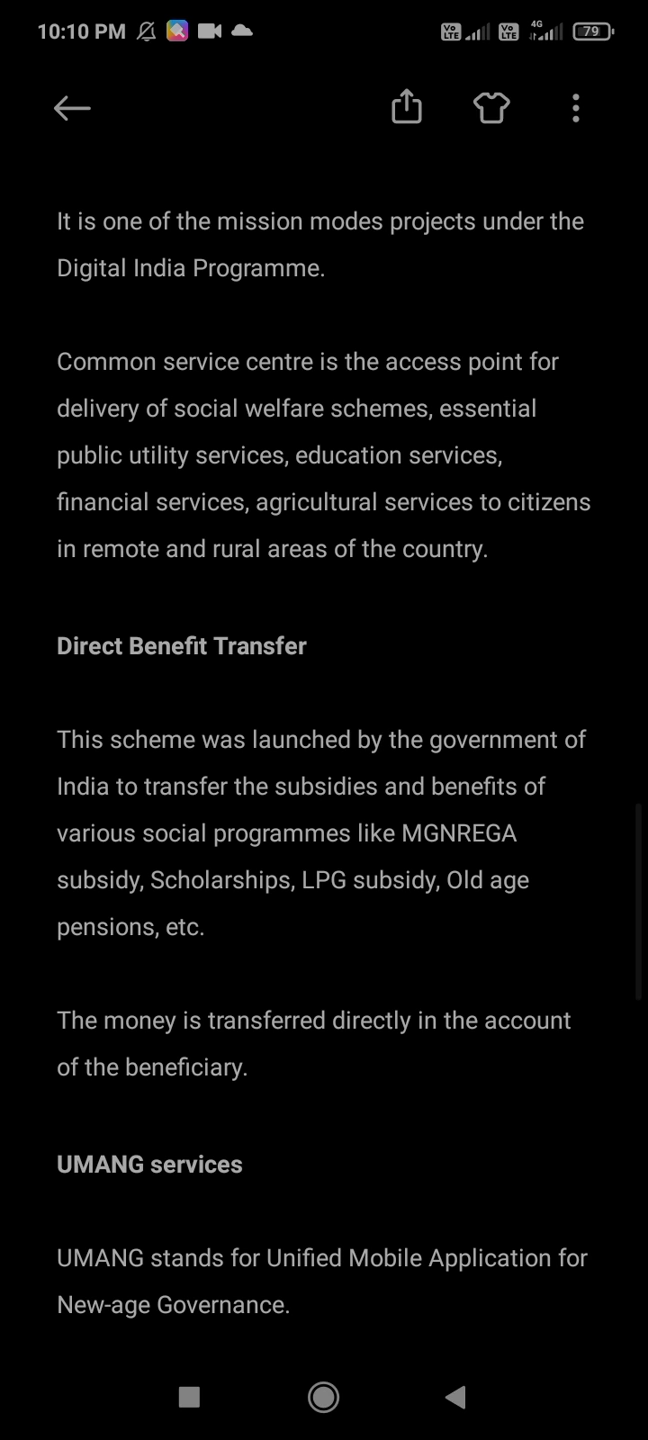 10:10 PM
Vo LTE Vo LTE 4G 79
It is one of the mission modes projects under the
Digital India Programme.
Common service centre is the access point for
delivery of social welfare schemes, essential
public utility services, education services,
financial services, agricultural services to citizens
in remote and rural areas of the country.
Direct Benefit Transfer
This scheme was launched by the government of
India to transfer the subsidies and benefits of
various social programmes like MGNREGA
subsidy, Scholarships, LPG subsidy, Old age
pensions, etc.
The money is transferred directly in the account
of the beneficiary.
UMANG services
UMANG stands for Unified Mobile Application for
New-age Governance.